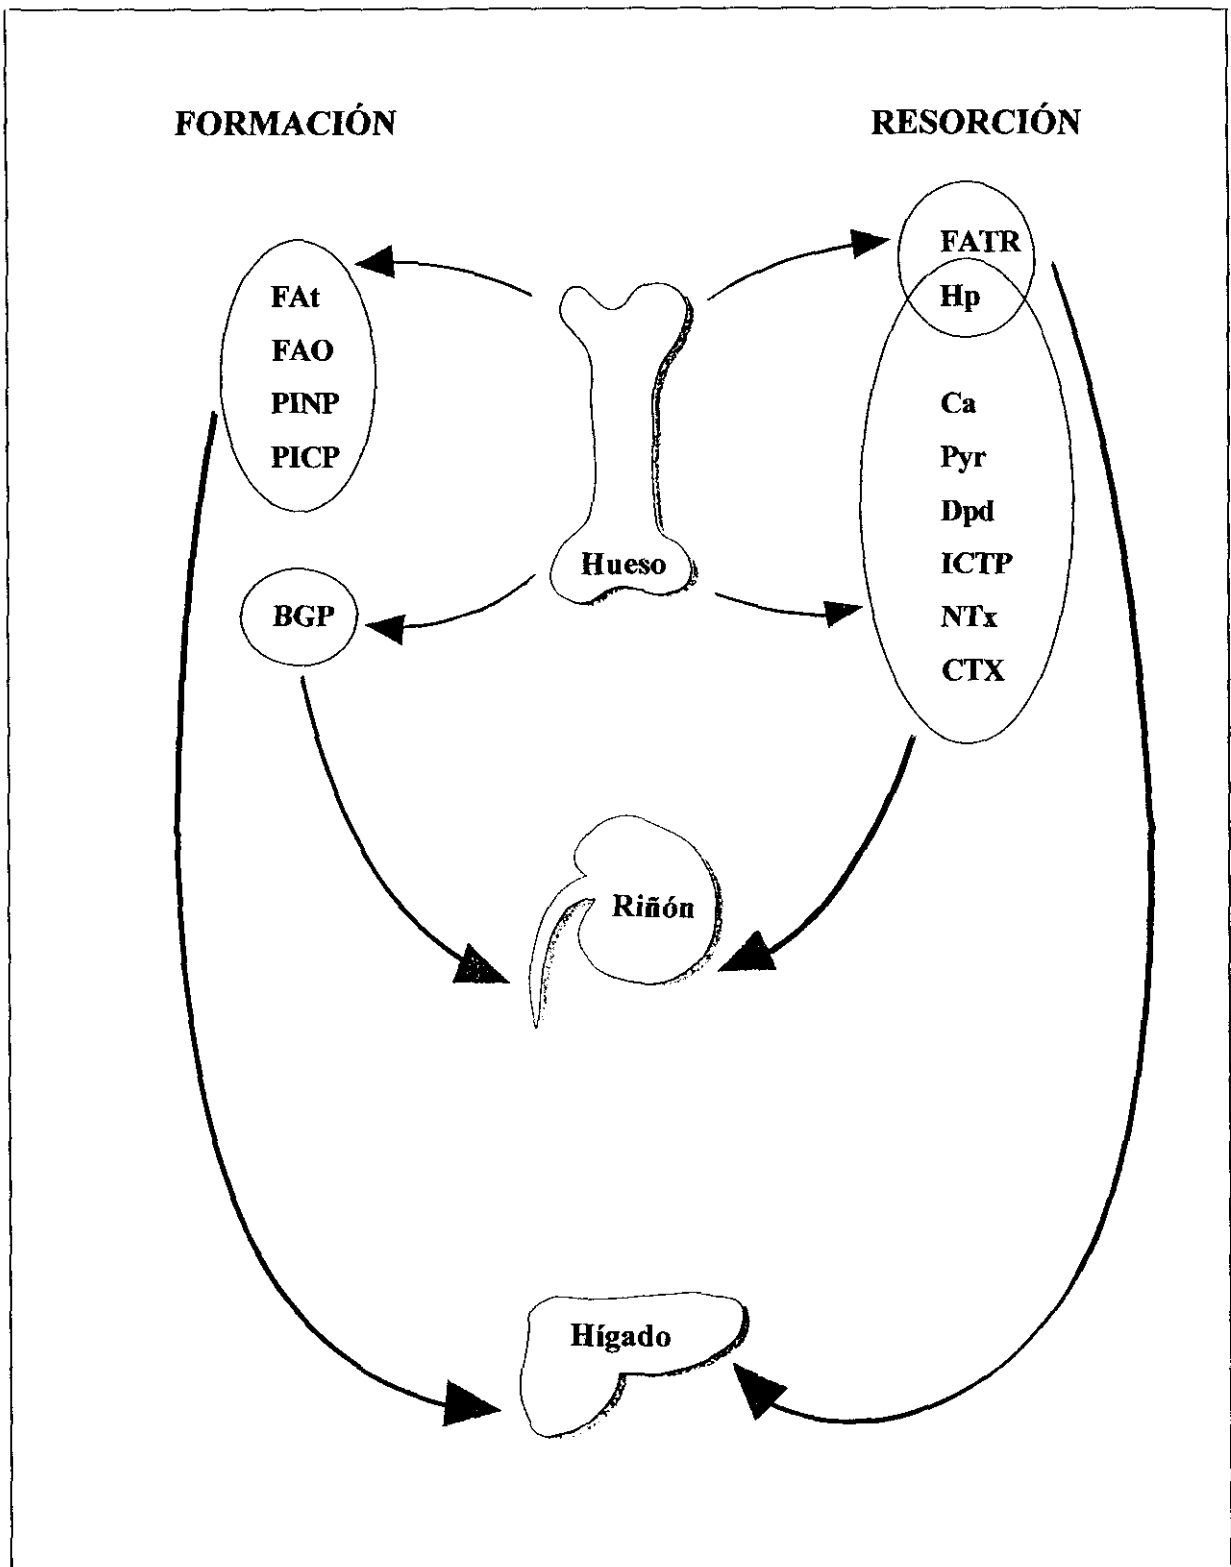 FORMACIÓN
RESORCIÓN
FAt
FAO
PINP
PICP
BGP
Hueso
FATR
Hp
Ca
Pyr
Dpd
ICTP
NTx
CTX
Riñón
Hígado